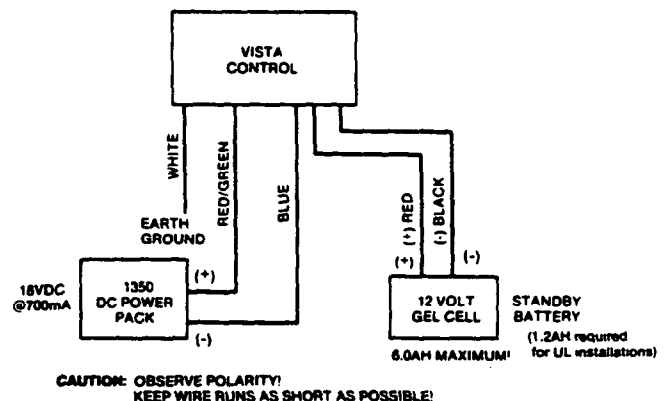 VISTA
CONTROL
WHITE
RED/GREEN
BLUE
(+) RED
(-) BLACK
EARTH
GROUND
(+)
(-)
(+)
(-)
18VDC
@700mA
1350
DC POWER
PACK
12 VOLT
GEL CELL
STANDBY
BATTERY
(1.2AH required
for UL installations)
6.0AH MAXIMUM!
CAUTION: OBSERVE POLARITY!
KEEP WIRE RUNS AS SHORT AS POSSIBLE!